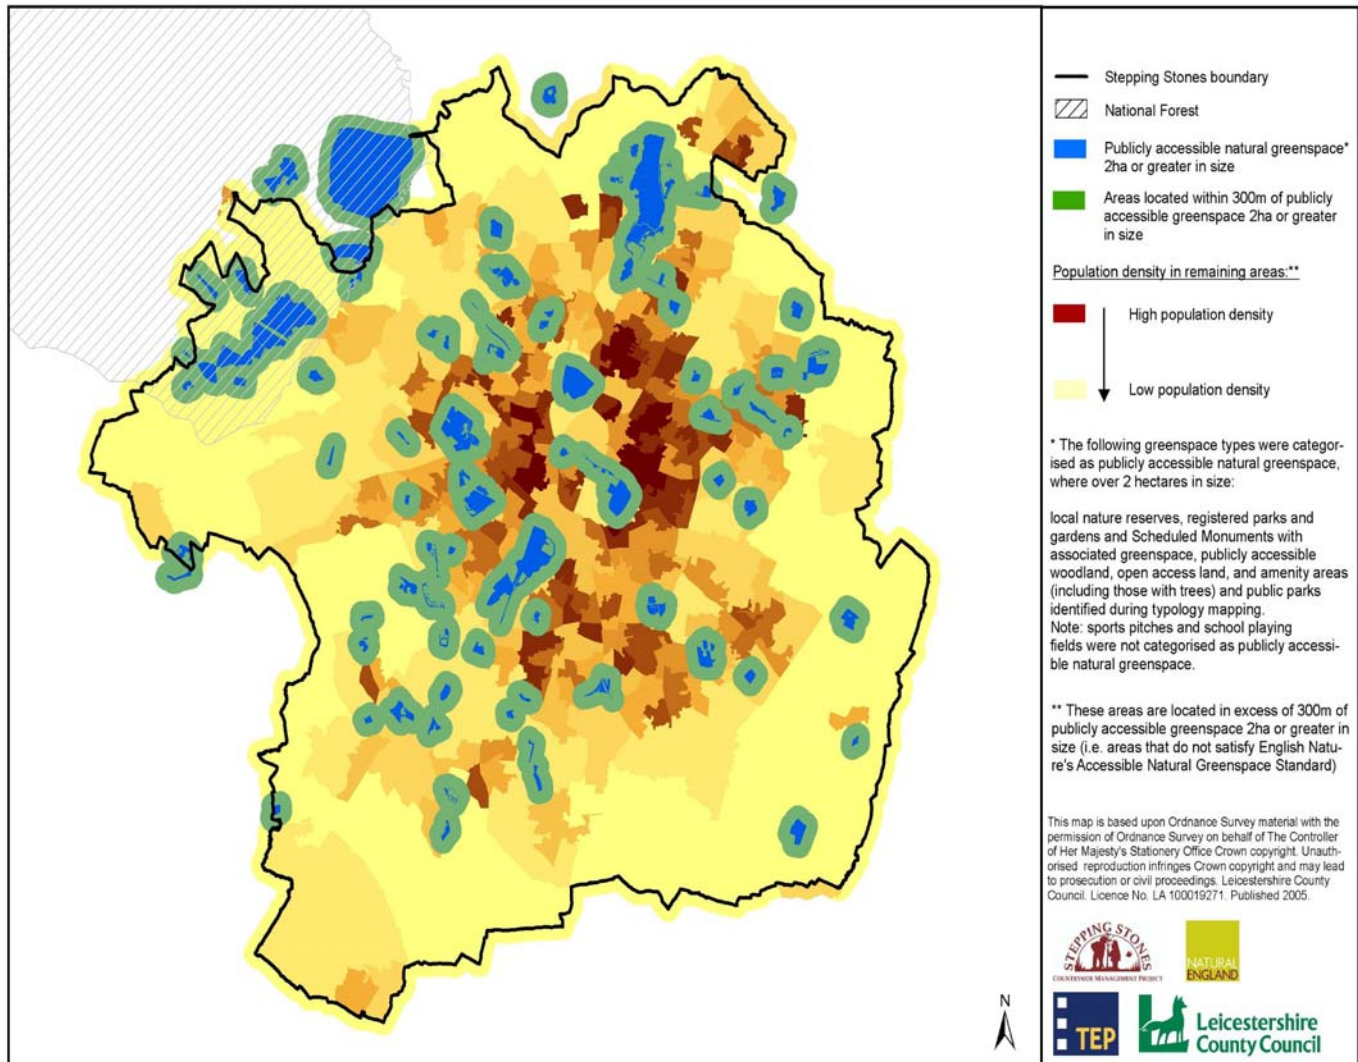 Stepping Stones boundary
National Forest
Publicly accessible natural greenspace*
2ha or greater in size
Areas located within 300m of publicly
accessible greenspace 2ha or greater
in size
Population density in remaining areas:**
High population density
Low population density
* The following greenspace types were categor-
ised as publicly accessible natural greenspace,
where over 2 hectares in size:
local nature reserves, registered parks and
gardens and Scheduled Monuments with
associated greenspace, publicly accessible
woodland, open access land, and amenity areas
(including those with trees) and public parks
identified during typology mapping.
Note: sports pitches and school playing
fields were not categorised as publicly accessi-
ble natural greenspace.
** These areas are located in excess of 300m of
publicly accessible greenspace 2ha or greater in
size (i.e. areas that do not satisfy English Natu-
re's Accessible Natural Greenspace Standard)
This map is based upon Ordnance Survey material with the
permission of Ordnance Survey on behalf of The Controller
of Her Majesty's Stationery Office Crown copyright. Unauth-
orised reproduction infringes Crown copyright and may lead
to prosecution or civil proceedings. Leicestershire County
Council. Licence No. LA 100019271. Published 2005.
STEPPING STONES
COUNTRYSIDE MANAGEMENT PROJECT
NATURAL
ENGLAND
N
TEP
Leicestershire
County Council